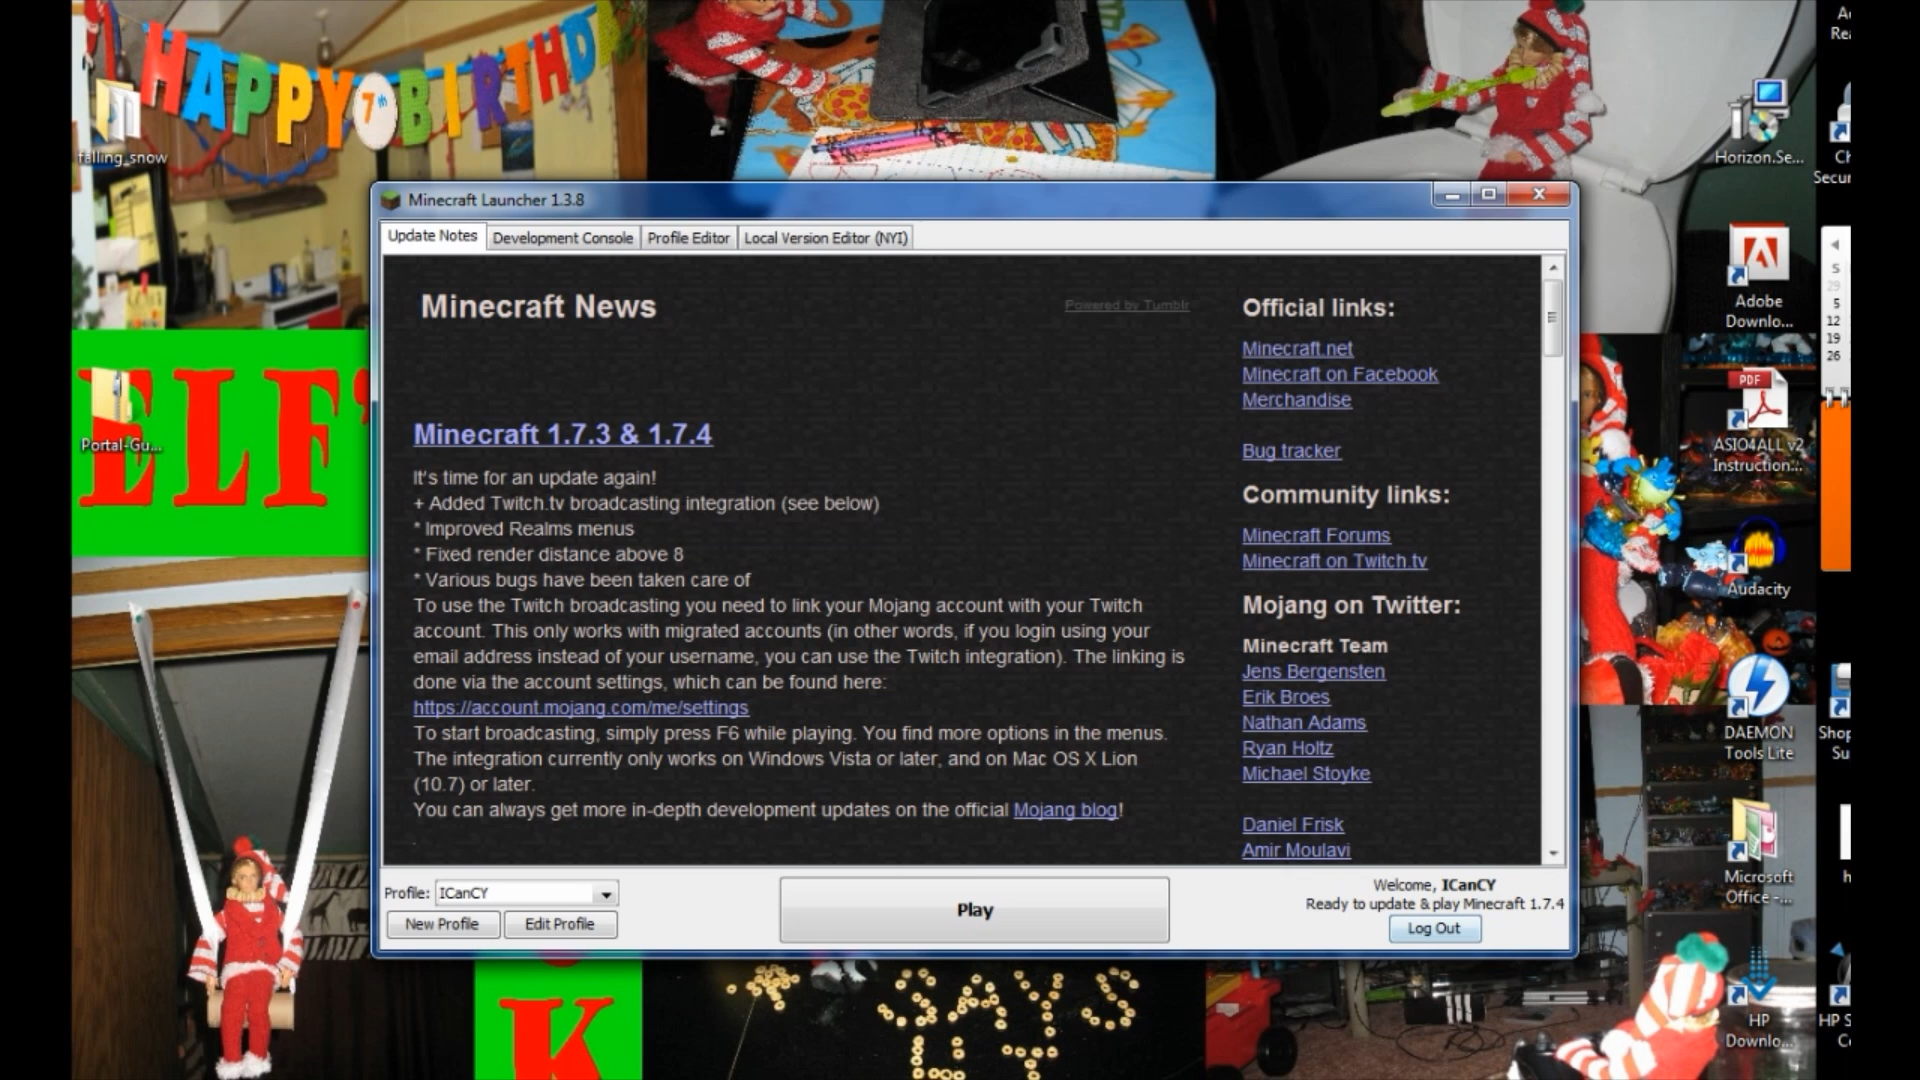 HAPPY 7th BIRTHD
falling_snow
ELF'
Portal-Gu...
K
SAYS
Minecraft Launcher 1.3.8
Update Notes
Development Console
Profile Editor
Local Version Editor (NYI)
Minecraft News
Powered by Tumblr
Minecraft 1.7.3 & 1.7.4
It's time for an update again!
+ Added Twitch.tv broadcasting integration (see below)
* Improved Realms menus
* Fixed render distance above 8
* Various bugs have been taken care of
To use the Twitch broadcasting you need to link your Mojang account with your Twitch
account. This only works with migrated accounts (in other words, if you login using your
email address instead of your username, you can use the Twitch integration). The linking is
done via the account settings, which can be found here:
https://account.mojang.com/me/settings
To start broadcasting, simply press F6 while playing. You find more options in the menus.
The integration currently only works on Windows Vista or later, and on Mac OS X Lion
(10.7) or later.
You can always get more in-depth development updates on the official Mojang blog!
Official links:
Minecraft.net
Minecraft on Facebook
Merchandise
Bug tracker
Community links:
Minecraft Forums
Minecraft on Twitch.tv
Mojang on Twitter:
Minecraft Team
Jens Bergensten
Erik Broes
Nathan Adams
Ryan Holtz
Michael Stoyke
Daniel Frisk
Amir Moulavi
Profile: ICanCY
New Profile
Edit Profile
Play
Welcome, ICanCY
Ready to update & play Minecraft 1.7.4
Log Out
Horizon.Se...
Adobe
Downlo...
PDF
ASIO4ALL v2
Instruction...
Audacity
DAEMON
Tools Lite
Microsoft
Office -...
HP
Downlo...
Secur
5
29
5
12
19
26
Shop
Su
HP S